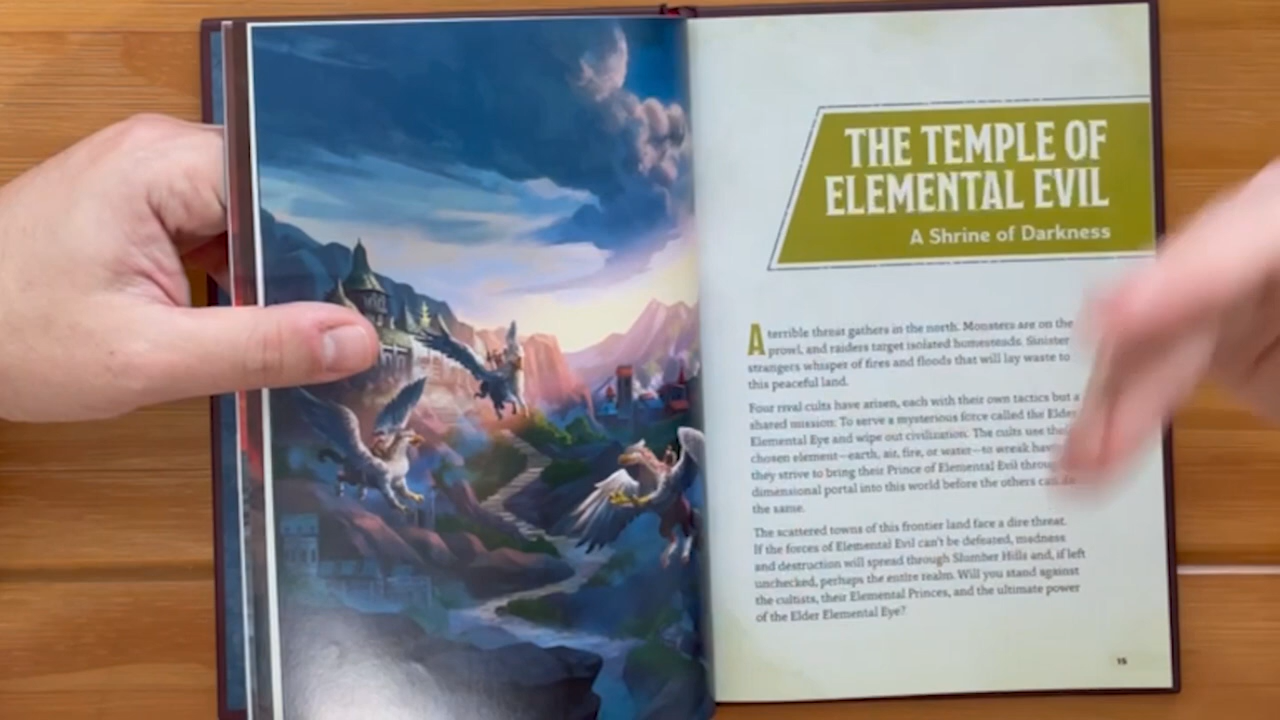 THE TEMPLE OF
ELEMENTAL EVIL
A Shrine of Darkness
A terrible threat gathers in the north. Monsters are on the
prowl, and raiders target isolated homesteads. Sinister
strangers whisper of fires and floods that will lay waste to
this peaceful land.
Four rival cults have arisen, each with their own tactics but a
shared mission: To serve a mysterious force called the Elder
Elemental Eye and wipe out civilization. The cults use their
chosen element—earth, air, fire, or water—to wreak
they strive to bring their Prince of Elemental Evil
dimensional portal into this world before the others can do
the same.
The scattered towns of this frontier land face a dire threat.
If the forces of Elemental Evil can't be defeated, madness
and destruction will spread through Slumber Hills and, if left
unchecked, perhaps the entire realm. Will you stand against
the cultists, their Elemental Princes, and the ultimate power
of the Elder Elemental Eye?
15